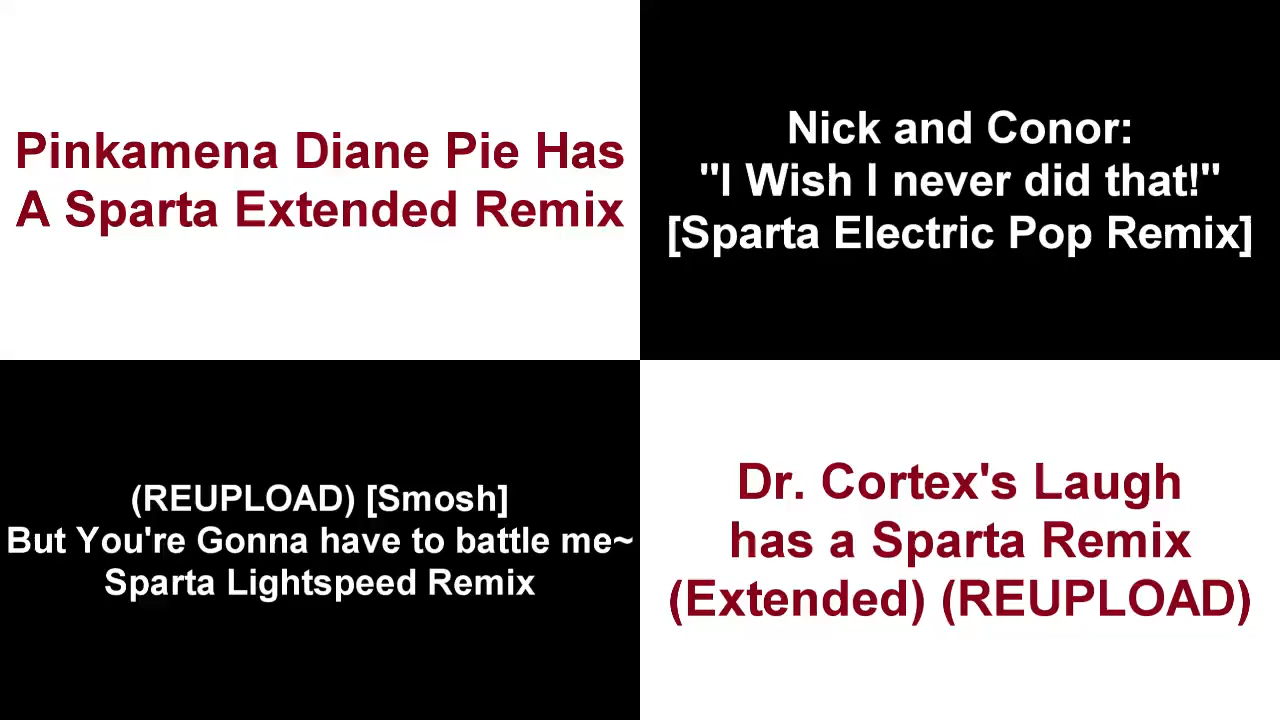 Pinkamena Diane Pie Has
A Sparta Extended Remix
Nick and Conor:
"I Wish I never did that!"
[Sparta Electric Pop Remix]
(REUPLOAD) [Smosh]
But You're Gonna have to battle me~
Sparta Lightspeed Remix
Dr. Cortex's Laugh
has a Sparta Remix
(Extended) (REUPLOAD)